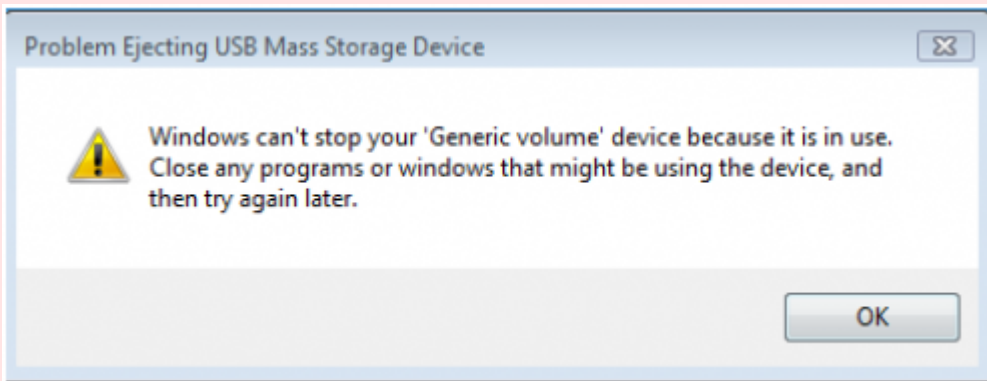 Problem Ejecting USB Mass Storage Device
Windows can't stop your 'Generic volume' device because it is in use.
Close any programs or windows that might be using the device, and
then try again later.
OK